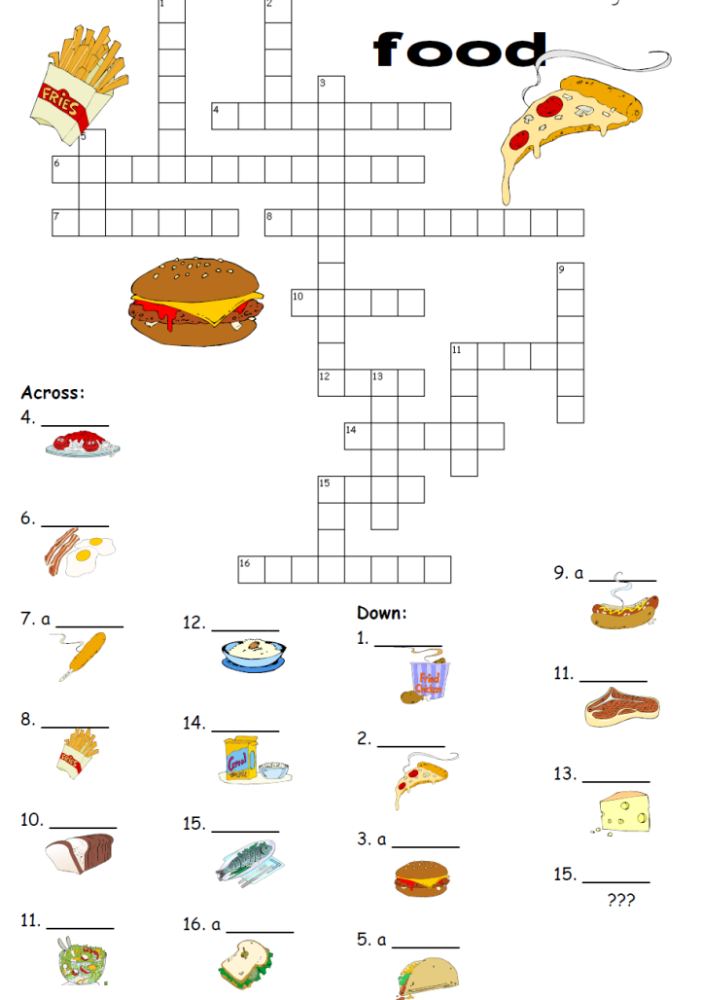 1
2
food
3
FRIES
4
5
6
7
8
9
10
11
12
13
14
15
16
Across:
4. ________
6. ________
7. a ________
8. ________
FRIES
10. ________
11. ________
12. ________
14. ________
Cereal
15. ________
16. a ________
Down:
1. ________
Fried
Chicken
2. ________
3. a ________
5. a ________
9. a ________
11. ________
13. ________
15. ________
???